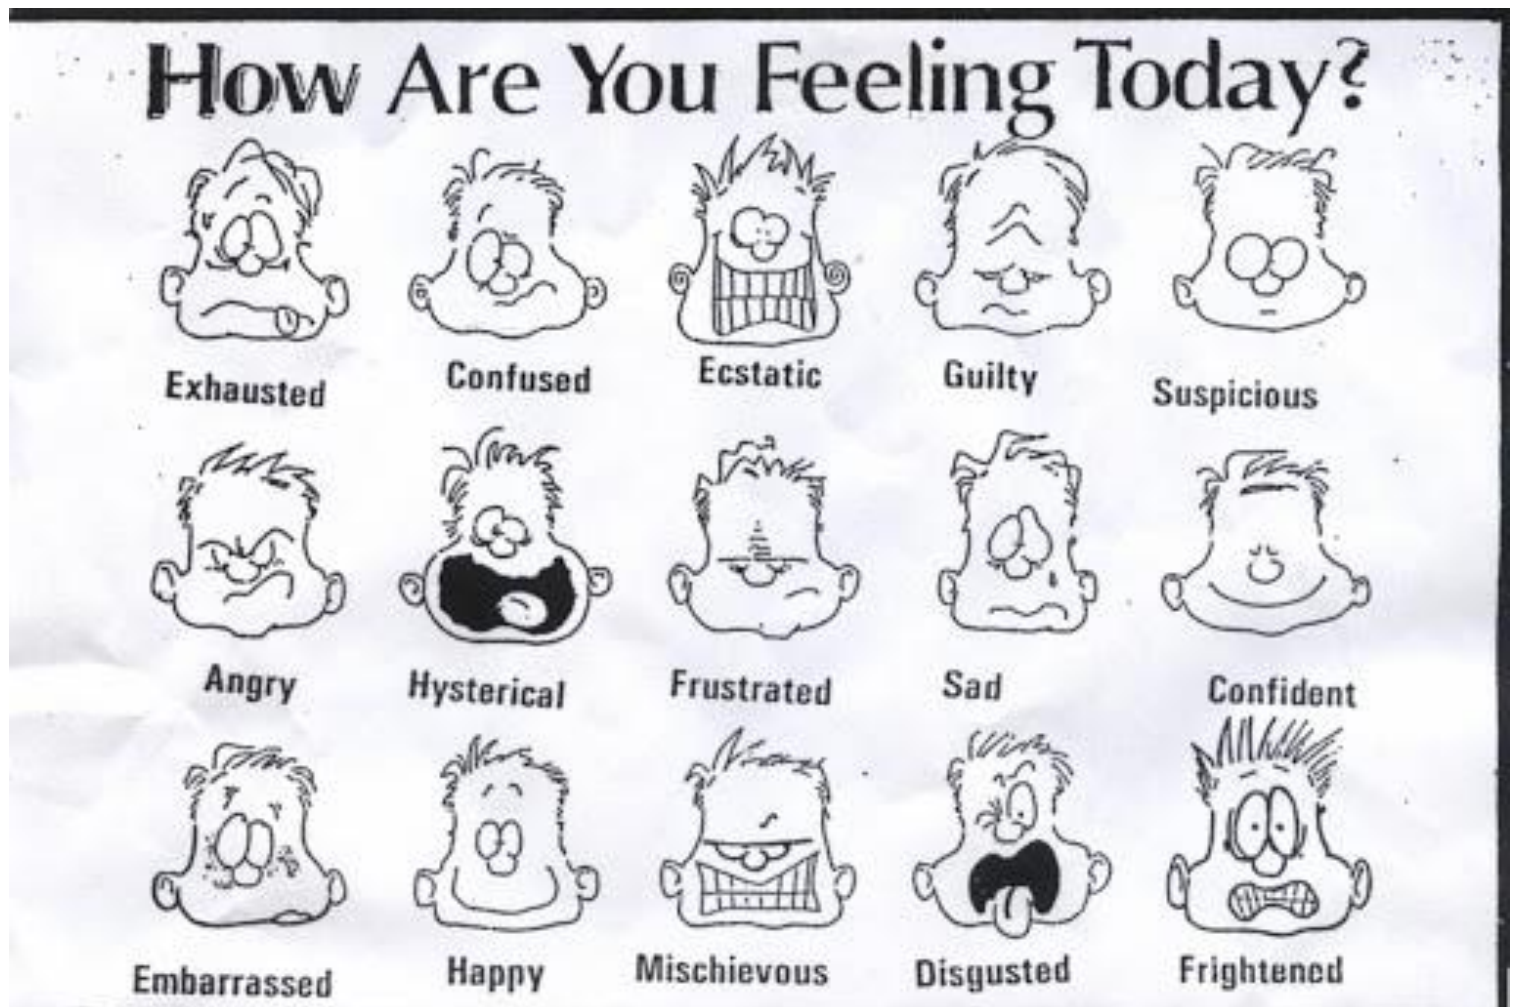 How Are You Feeling Today?
Exhausted Confused Ecstatic Guilty Suspicious
Angry Hysterical Frustrated Sad Confident
Embarrassed Happy Mischievous Disgusted Frightened